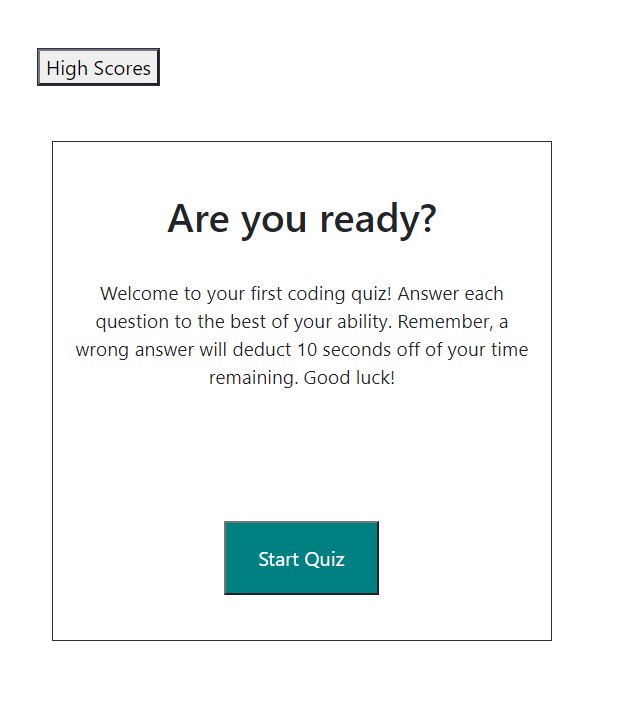 High Scores
Are you ready?
Welcome to your first coding quiz! Answer each
question to the best of your ability. Remember, a
wrong answer will deduct 10 seconds off of your time
remaining. Good luck!
Start Quiz